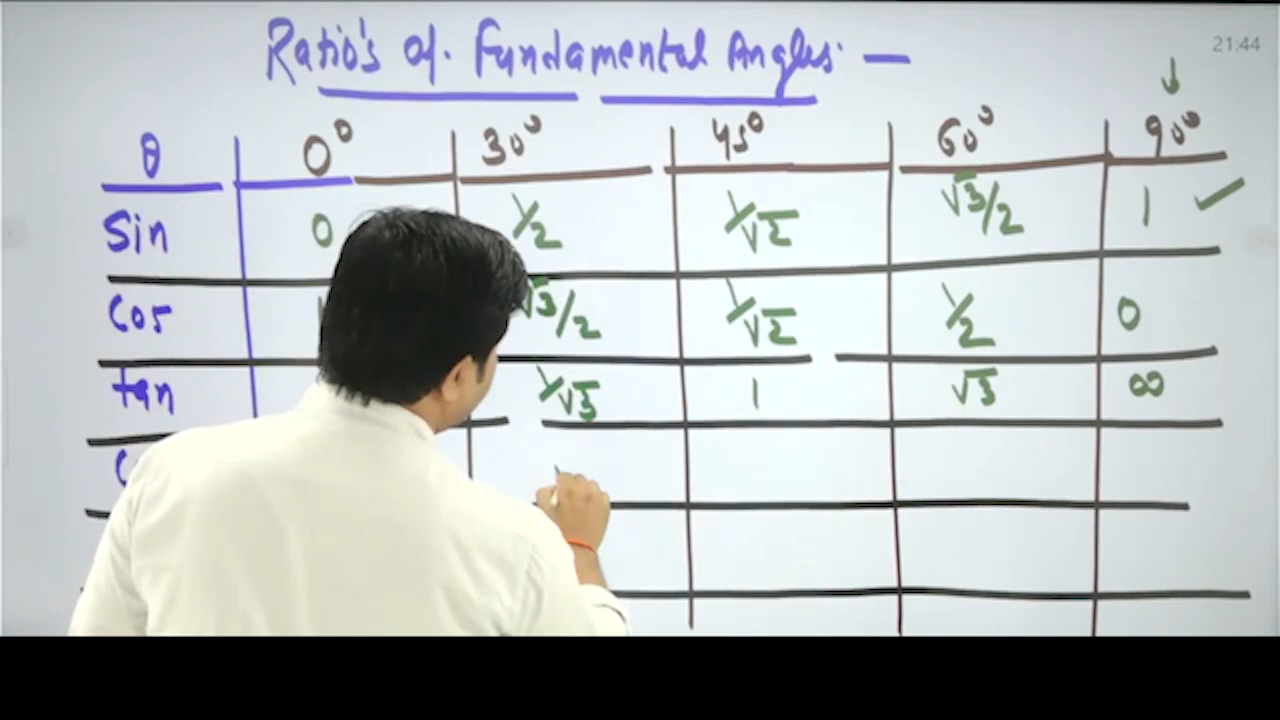 Ratio's of. Fundamental Angles. —
21:44
θ 0° 30° 45° 60° 90°
Sin 0 1/2 1/√2 √3/2 1
Cos √3/2 1/√2 1/2 0
tan 1/√3 1 √3 ∞